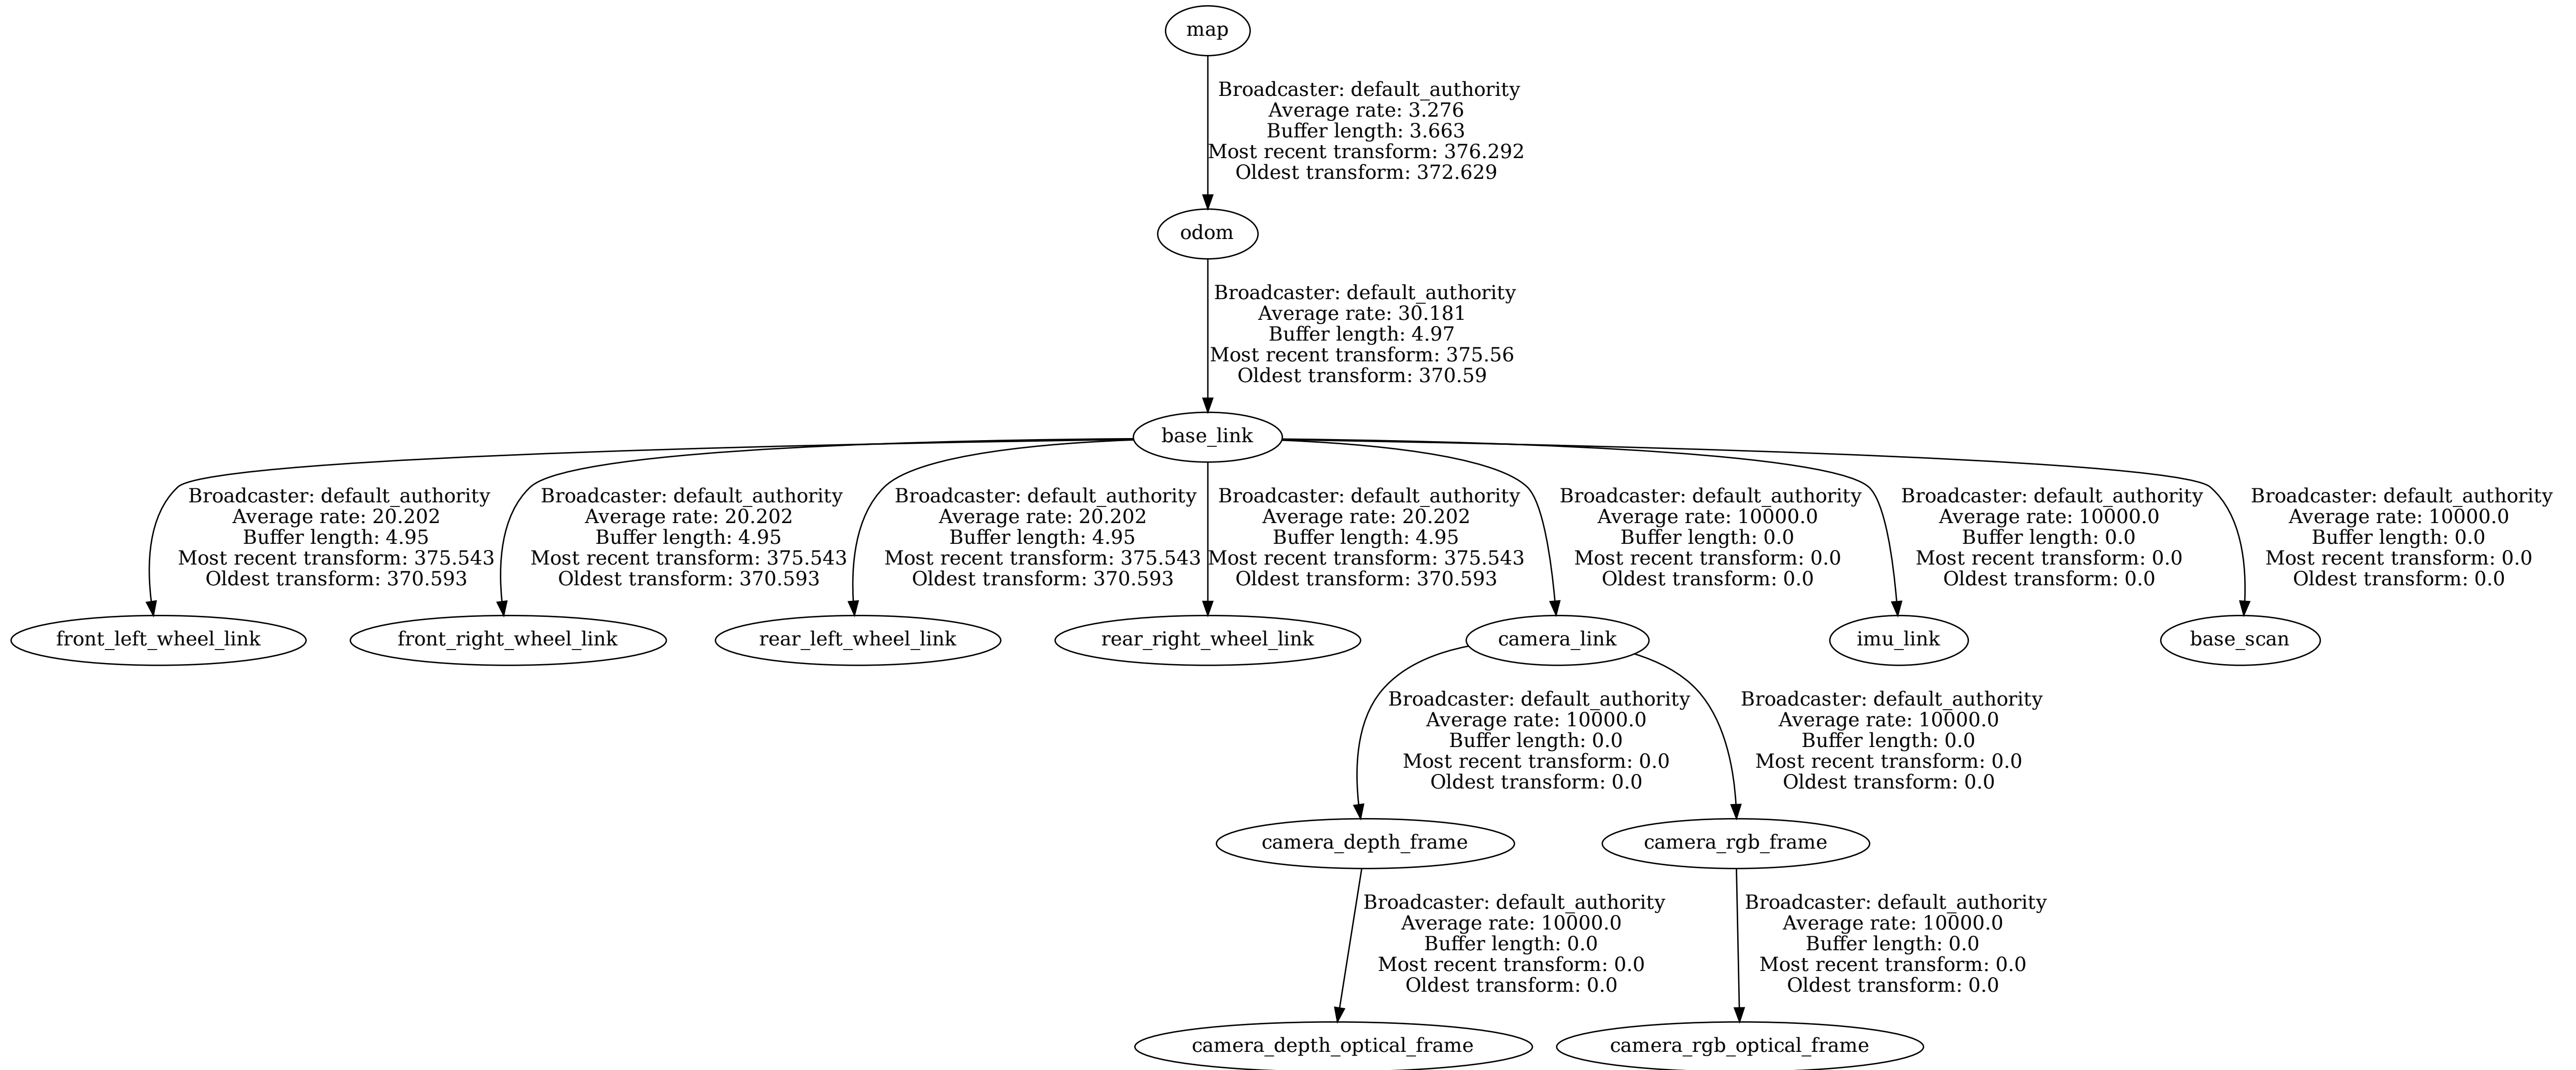 map
Broadcaster: default_authority
Average rate: 3.276
Buffer length: 3.663
Most recent transform: 376.292
Oldest transform: 372.629
odom
Broadcaster: default_authority
Average rate: 30.181
Buffer length: 4.97
Most recent transform: 375.56
Oldest transform: 370.59
base_link
Broadcaster: default_authority
Average rate: 20.202
Buffer length: 4.95
Most recent transform: 375.543
Oldest transform: 370.593
Broadcaster: default_authority
Average rate: 20.202
Buffer length: 4.95
Most recent transform: 375.543
Oldest transform: 370.593
Broadcaster: default_authority
Average rate: 20.202
Buffer length: 4.95
Most recent transform: 375.543
Oldest transform: 370.593
Broadcaster: default_authority
Average rate: 20.202
Buffer length: 4.95
Most recent transform: 375.543
Oldest transform: 370.593
Broadcaster: default_authority
Average rate: 10000.0
Buffer length: 0.0
Most recent transform: 0.0
Oldest transform: 0.0
Broadcaster: default_authority
Average rate: 10000.0
Buffer length: 0.0
Most recent transform: 0.0
Oldest transform: 0.0
Broadcaster: default_authority
Average rate: 10000.0
Buffer length: 0.0
Most recent transform: 0.0
Oldest transform: 0.0
front_left_wheel_link
front_right_wheel_link
rear_left_wheel_link
rear_right_wheel_link
camera_link
imu_link
base_scan
Broadcaster: default_authority
Average rate: 10000.0
Buffer length: 0.0
Most recent transform: 0.0
Oldest transform: 0.0
Broadcaster: default_authority
Average rate: 10000.0
Buffer length: 0.0
Most recent transform: 0.0
Oldest transform: 0.0
camera_depth_frame
camera_rgb_frame
Broadcaster: default_authority
Average rate: 10000.0
Buffer length: 0.0
Most recent transform: 0.0
Oldest transform: 0.0
Broadcaster: default_authority
Average rate: 10000.0
Buffer length: 0.0
Most recent transform: 0.0
Oldest transform: 0.0
camera_depth_optical_frame
camera_rgb_optical_frame